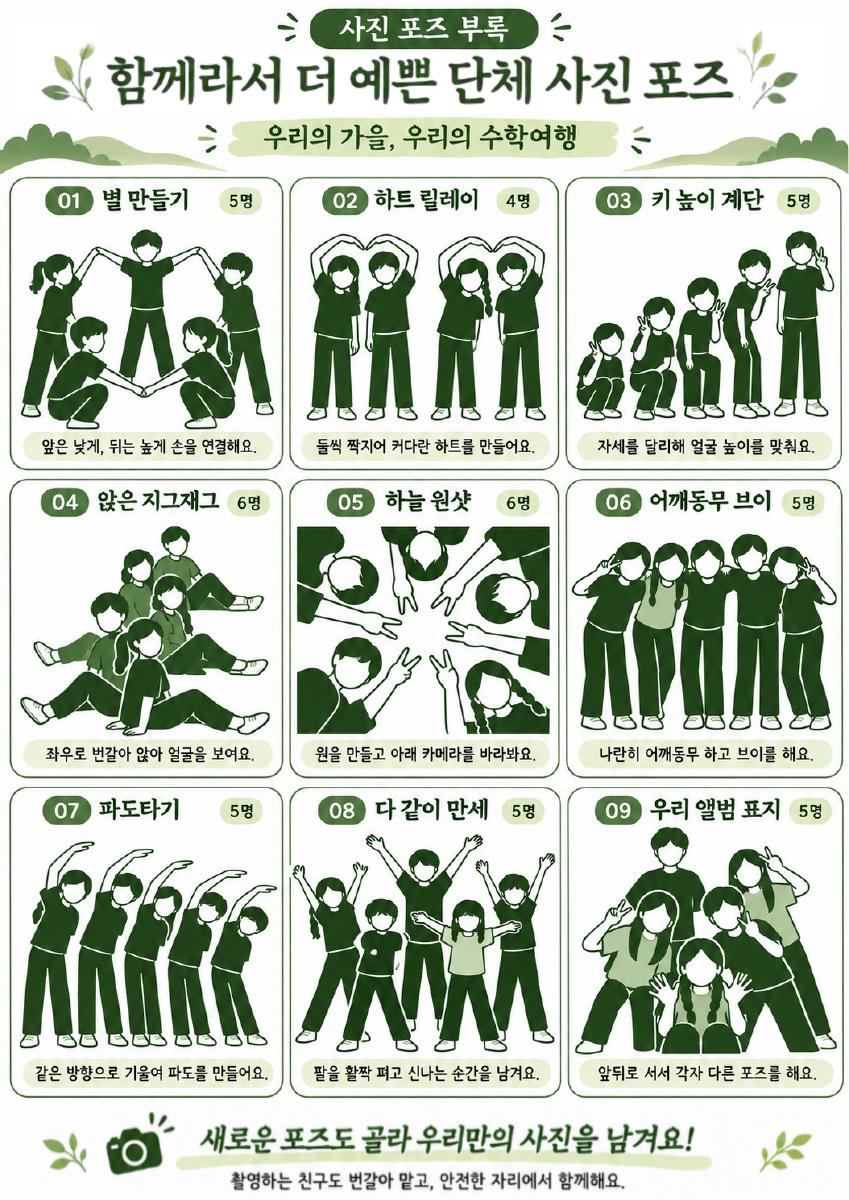 사진 포즈 부록
함께라서 더 예쁜 단체 사진 포즈
우리의 가을, 우리의 수학여행
01 별 만들기 5명
앞은 낮게, 뒤는 높게 손을 연결해요.
02 하트 릴레이 4명
둘씩 짝지어 커다란 하트를 만들어요.
03 키 높이 계단 5명
자세를 달리해 얼굴 높이를 맞춰요.
04 앉은 지그재그 6명
좌우로 번갈아 앉아 얼굴을 보여요.
05 하늘 원샷 6명
원을 만들고 아래 카메라를 바라봐요.
06 어깨동무 브이 5명
나란히 어깨동무 하고 브이를 해요.
07 파도타기 5명
같은 방향으로 기울여 파도를 만들어요.
08 다 같이 만세 5명
팔을 활짝 펴고 신나는 순간을 남겨요.
09 우리 앨범 표지 5명
앞뒤로 서서 각자 다른 포즈를 해요.
새로운 포즈도 골라 우리만의 사진을 남겨요!
촬영하는 친구도 번갈아 맡고, 안전한 자리에서 함께해요.